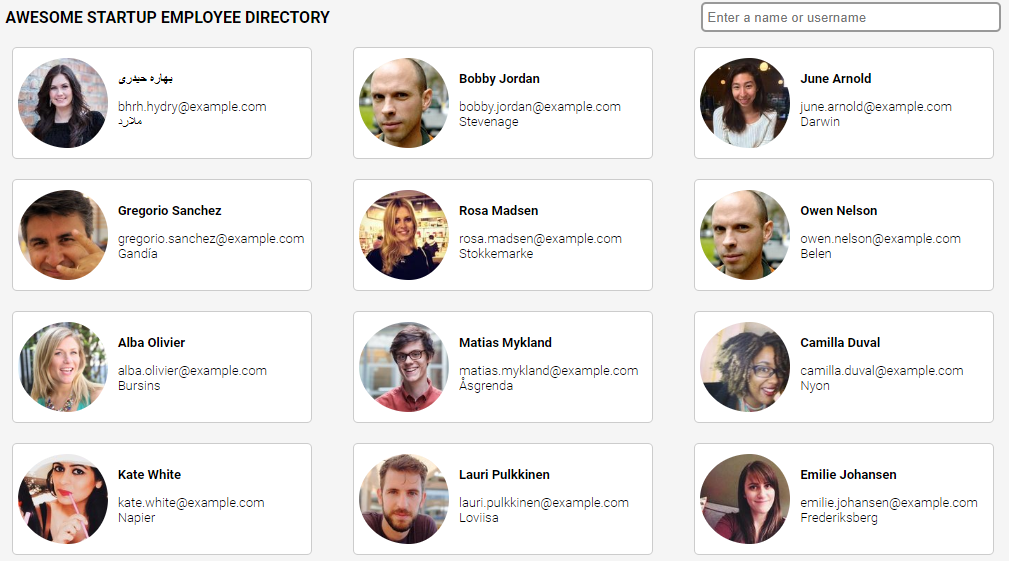 AWESOME STARTUP EMPLOYEE DIRECTORY
Enter a name or username
بهاره حیدری
bhrh.hydry@example.com
ملارد
Bobby Jordan
bobby.jordan@example.com
Stevenage
June Arnold
june.arnold@example.com
Darwin
Gregorio Sanchez
gregorio.sanchez@example.com
Gandía
Rosa Madsen
rosa.madsen@example.com
Stokkemarke
Owen Nelson
owen.nelson@example.com
Belen
Alba Olivier
alba.olivier@example.com
Bursins
Matias Mykland
matias.mykland@example.com
Åsgrenda
Camilla Duval
camilla.duval@example.com
Nyon
Kate White
kate.white@example.com
Napier
Lauri Pulkkinen
lauri.pulkkinen@example.com
Loviisa
Emilie Johansen
emilie.johansen@example.com
Frederiksberg